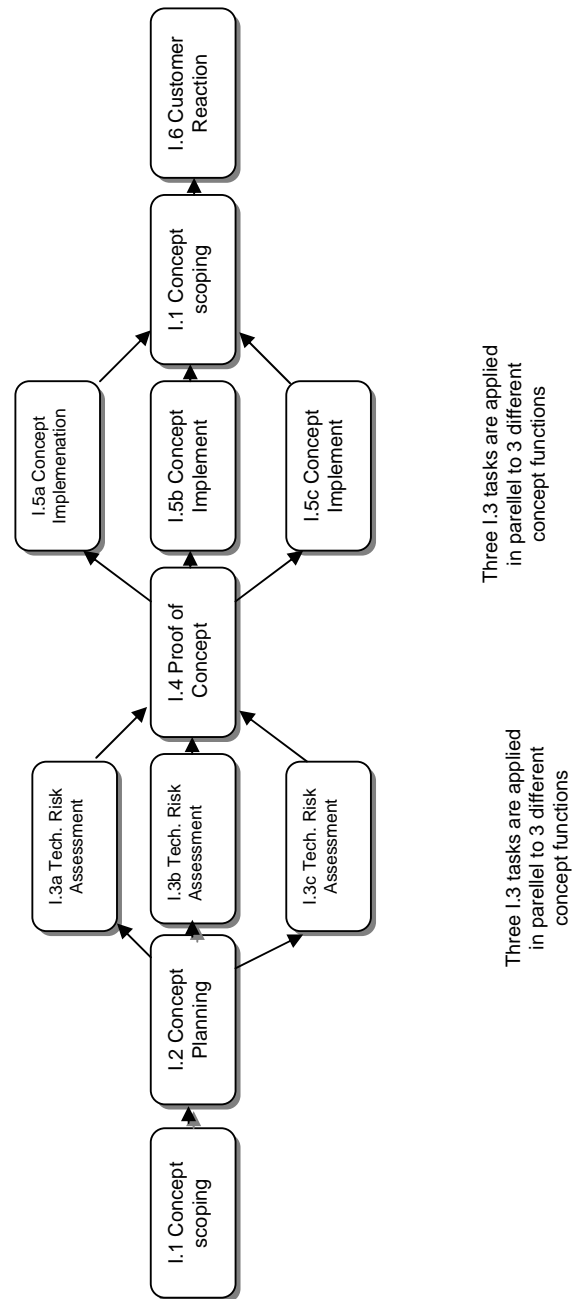 I.1 Concept
scoping
I.2 Concept
Planning
I.3a Tech. Risk
Assessment
I.3b Tech. Risk
Assessment
I.3c Tech. Risk
Assessment
I.4 Proof of
Concept
I.5a Concept
Implemenation
I.5b Concept
Implement
I.5c Concept
Implement
I.1 Concept
scoping
I.6 Customer
Reaction
Three I.3 tasks are applied
in parellel to 3 different
concept functions
Three I.3 tasks are applied
in parellel to 3 different
concept functions